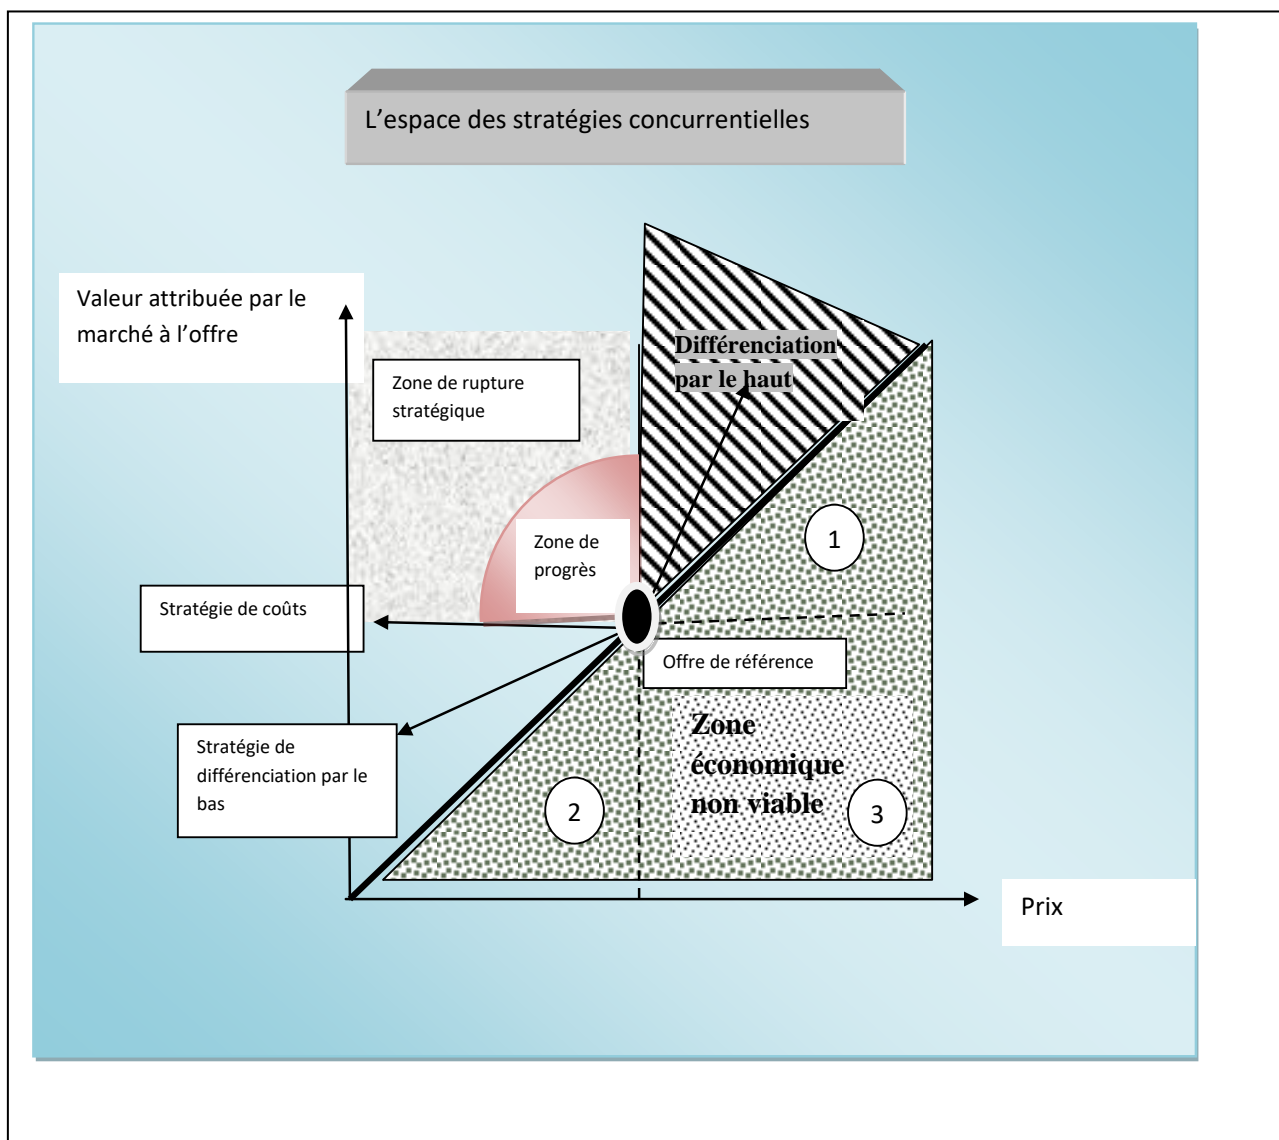 L’espace des stratégies concurrentielles
Valeur attribuée par le
marché à l’offre
Différenciation
par le haut
Zone de rupture
stratégique
1
Zone de
progrès
Stratégie de coûts
Offre de référence
Zone
économique
non viable
Stratégie de
différenciation par le
bas
2
3
Prix